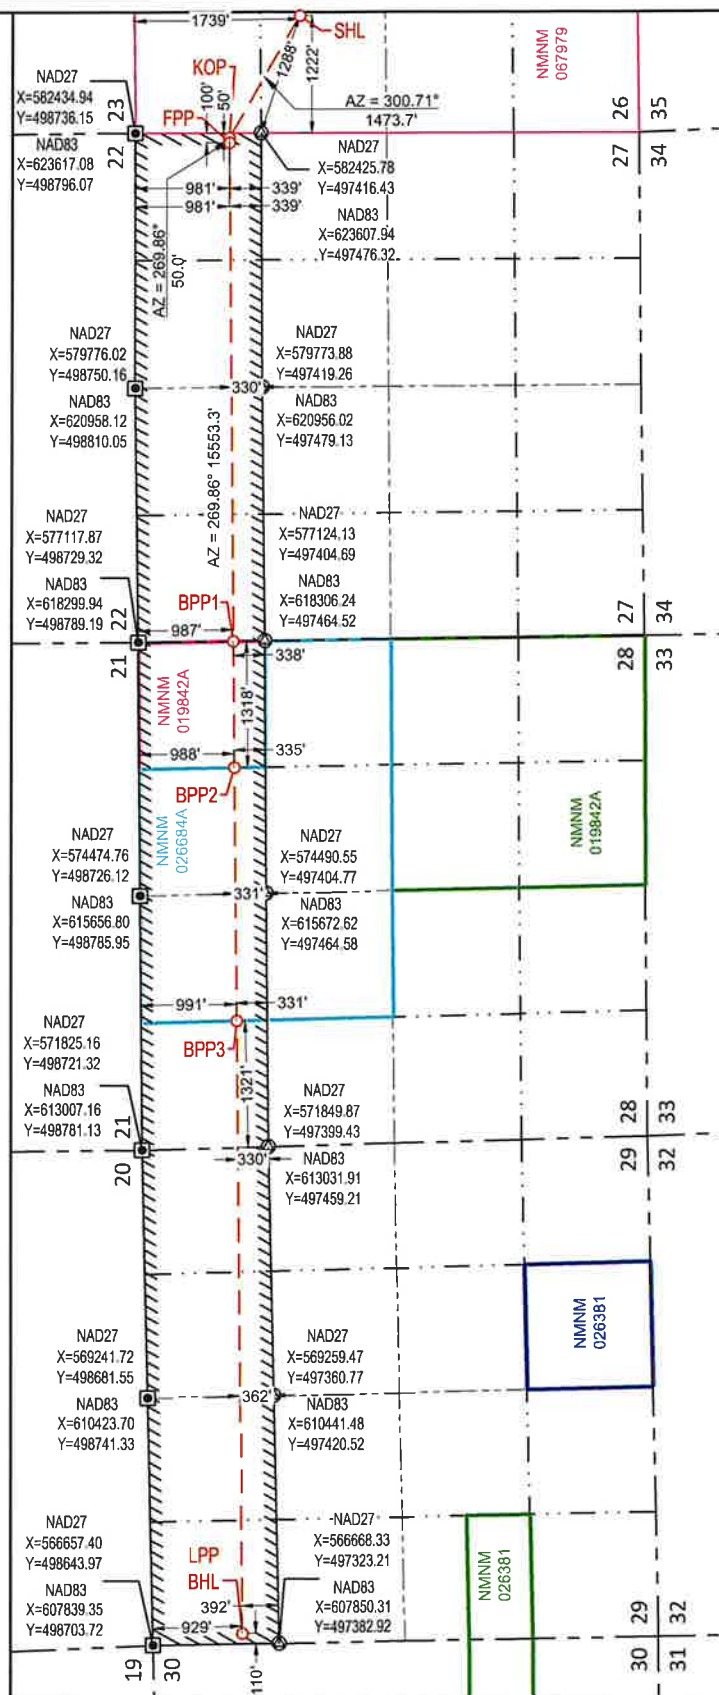 1739'
SHL
KOP
1288'
1222'
NMNM
067979
NAD27
X=582434.94
Y=498736.15
23
22
100'
50'
FPP
AZ = 300.71°
1473.7'
26
35
27
34
NAD83
X=623617.08
Y=498796.07
NAD27
X=582425.78
Y=497416.43
981'
339'
981'
339'
NAD83
X=623607.94
Y=497476.32
AZ = 269.86°
50.0'
NAD27
X=579776.02
Y=498750.16
NAD83
X=620958.12
Y=498810.05
330'
NAD27
X=579773.88
Y=497419.26
NAD83
X=620956.02
Y=497479.13
AZ = 269.86° 15553.3'
NAD27
X=577117.87
Y=498729.32
NAD83
X=618299.94
Y=498789.19
NAD27
X=577124.13
Y=497404.69
NAD83
X=618306.24
Y=497464.52
22
21
BPP1
987'
338'
27
34
28
33
NMNM
019842A
1318'
988'
335'
BPP2
NMNM
026684A
NMNM
019842A
NAD27
X=574474.76
Y=498726.12
NAD83
X=615656.80
Y=498785.95
331'
NAD27
X=574490.55
Y=497404.77
NAD83
X=615672.62
Y=497464.58
991'
331'
BPP3
1321'
NAD27
X=571825.16
Y=498721.32
NAD83
X=613007.16
Y=498781.13
21
20
NAD27
X=571849.87
Y=497399.43
330'
NAD83
X=613031.91
Y=497459.21
28
33
29
32
NMNM
026381
NAD27
X=569241.72
Y=498681.55
NAD83
X=610423.70
Y=498741.33
362'
NAD27
X=569259.47
Y=497360.77
NAD83
X=610441.48
Y=497420.52
NAD27
X=566657.40
Y=498643.97
NAD83
X=607839.35
Y=498703.72
LPP
BHL
NAD27
X=566668.33
Y=497323.21
NAD83
X=607850.31
Y=497382.92
392'
929'
110'
NMNM
026381
19
30
29
32
30
31